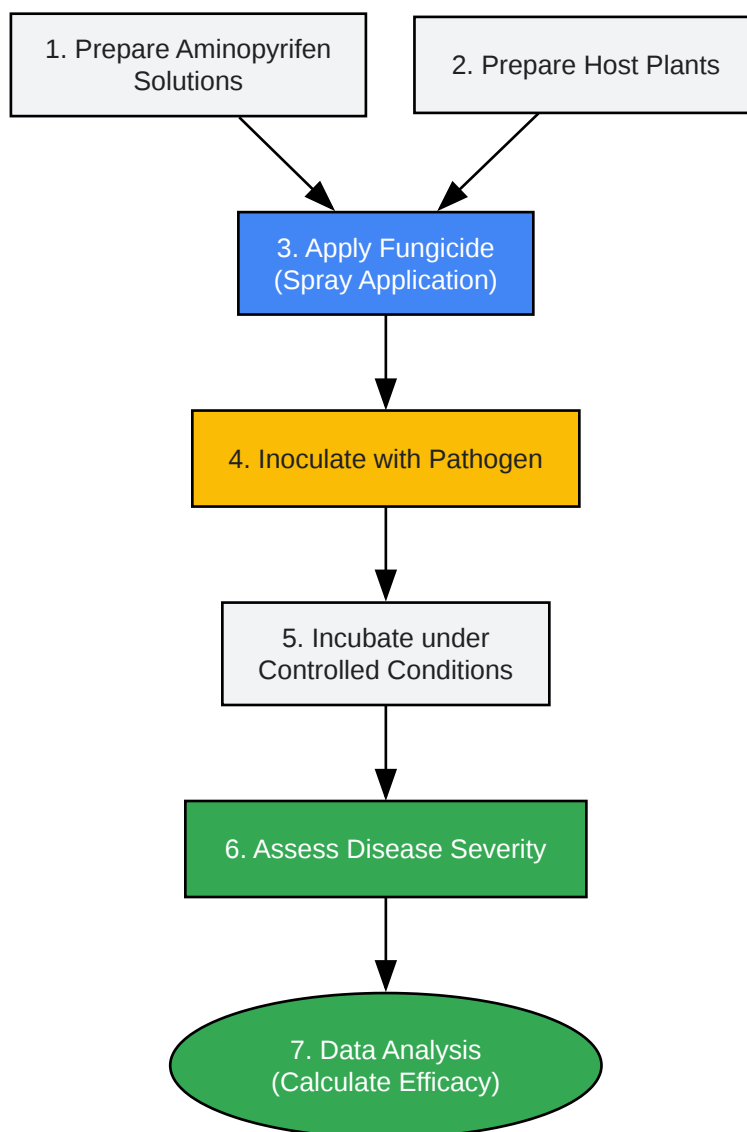 1. Prepare Aminopyrifen
Solutions
2. Prepare Host Plants
3. Apply Fungicide
(Spray Application)
4. Inoculate with Pathogen
5. Incubate under
Controlled Conditions
6. Assess Disease Severity
7. Data Analysis
(Calculate Efficacy)